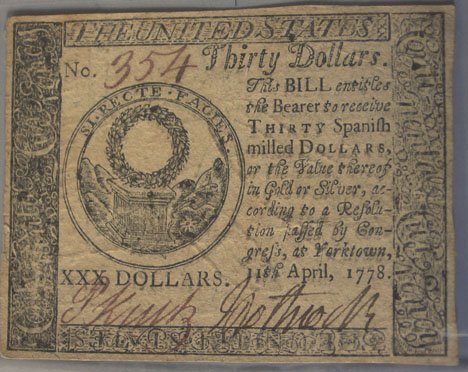 THE UNITED STATES
No. 354 Thirty Dollars.
This BILL entitles
the Bearer to receive
THIRTY Spanish
milled DOLLARS,
or the Value thereof
in Gold or Silver, ac-
cording to a Resolu-
tion passed by Con-
gress, at Yorktown,
11th April, 1778.
SI RECTE FACIES
XXX DOLLARS.